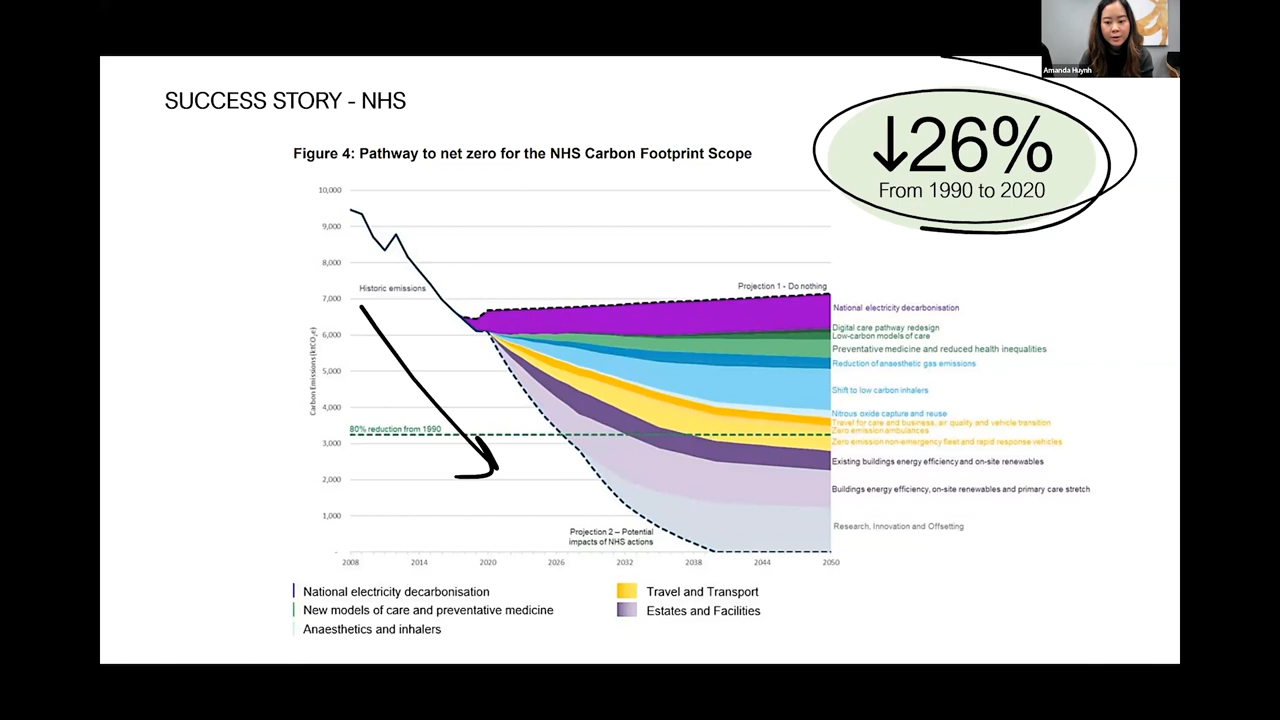 Amanda Huynh
SUCCESS STORY - NHS
↓26%
From 1990 to 2020
Figure 4: Pathway to net zero for the NHS Carbon Footprint Scope
10,000
9,000
8,000
7,000
6,000
5,000
4,000
3,000
2,000
1,000
-
Carbon Emissions (ktCO₂e)
Historic emissions
Projection 1 - Do nothing
80% reduction from 1990
Projection 2 – Potential
impacts of NHS actions
National electricity decarbonisation
Digital care pathway redesign
Low-carbon models of care
Preventative medicine and reduced health inequalities
Reduction of anaesthetic gas emissions
Shift to low carbon inhalers
Nitrous oxide capture and reuse
Travel for care and business, air quality and vehicle transition
Zero emission ambulances
Zero emission non-emergency fleet and rapid response vehicles
Existing buildings energy efficiency and on-site renewables
Buildings energy efficiency, on-site renewables and primary care stretch
Research, Innovation and Offsetting
2008 2014 2020 2026 2032 2038 2044 2050
National electricity decarbonisation
New models of care and preventative medicine
Anaesthetics and inhalers
Travel and Transport
Estates and Facilities